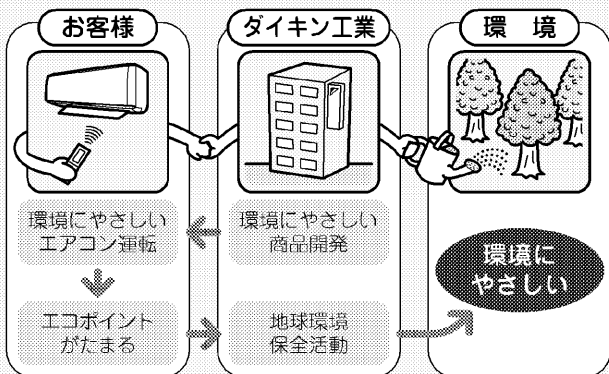 お客様
ダイキン工業
環 境
環境にやさしい
エアコン運転
環境にやさしい
商品開発
環境に
やさしい
エコポイント
がたまる
地球環境
保全活動